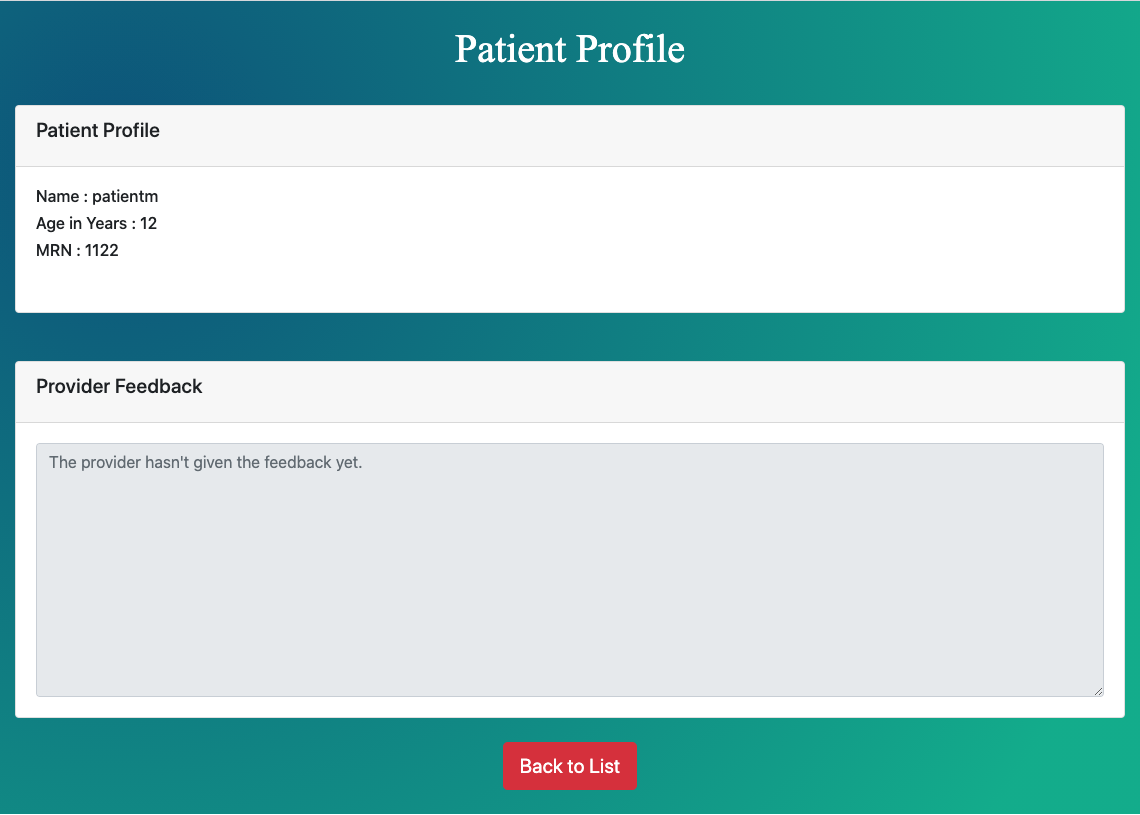 Patient Profile
Patient Profile
Name : patientm
Age in Years : 12
MRN : 1122
Provider Feedback
The provider hasn't given the feedback yet.
Back to List